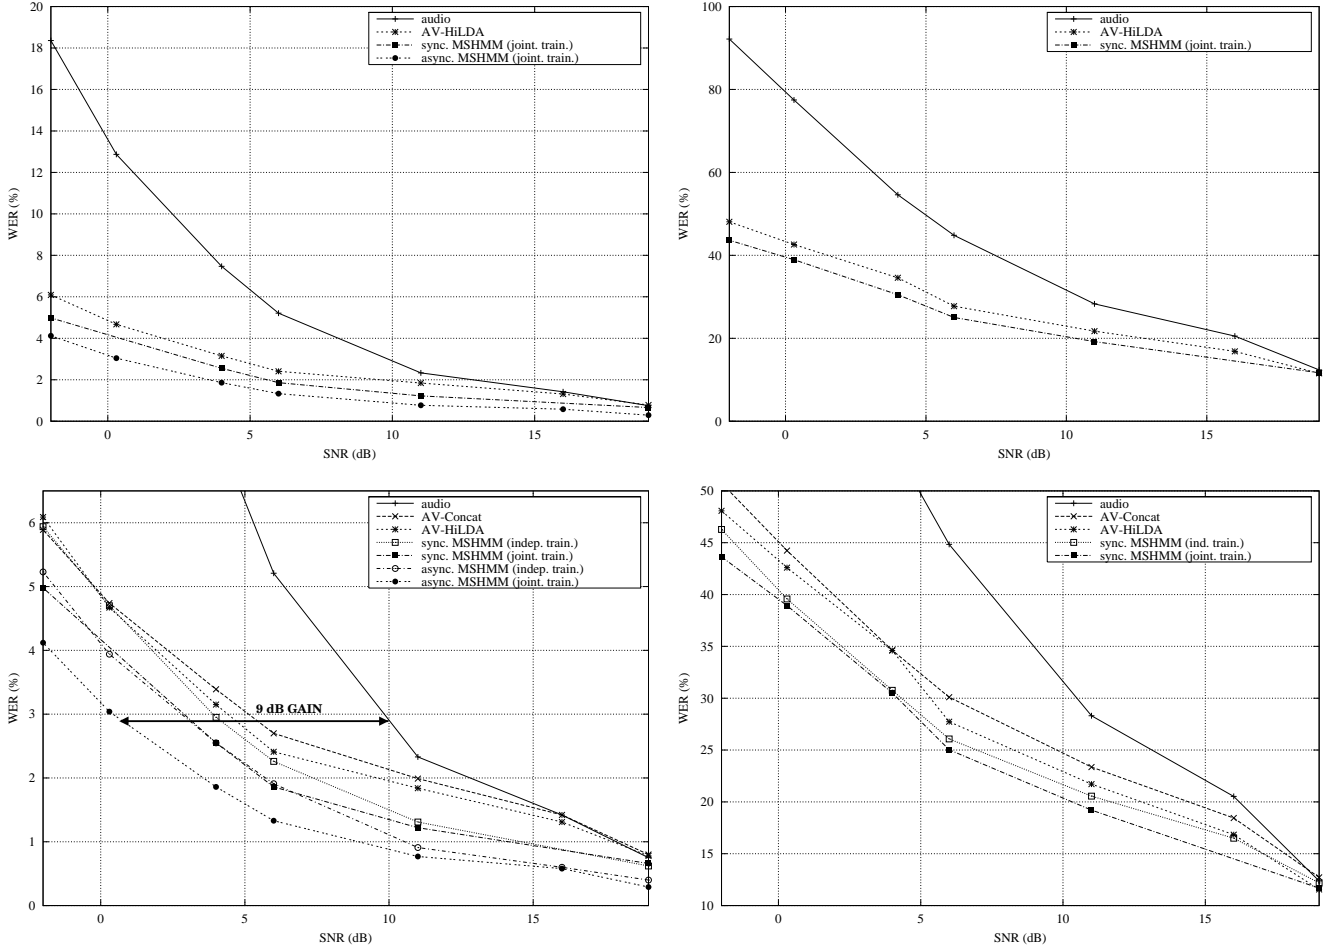 20
18
16
14
12
10
8
6
4
2
0
WER (%)
0
5
10
15
SNR (dB)
audio
AV-HiLDA
sync. MSHMM (joint. train.)
async. MSHMM (joint. train.)
100
80
60
40
20
0
WER (%)
0
5
10
15
SNR (dB)
audio
AV-HiLDA
sync. MSHMM (joint. train.)
6
5
4
3
2
1
0
WER (%)
0
5
10
15
SNR (dB)
audio
AV-Concat
AV-HiLDA
sync. MSHMM (indep. train.)
sync. MSHMM (joint. train.)
async. MSHMM (indep. train.)
async. MSHMM (joint. train.)
9 dB GAIN
50
45
40
35
30
25
20
15
10
WER (%)
0
5
10
15
SNR (dB)
audio
AV-Concat
AV-HiLDA
sync. MSHMM (ind. train.)
sync. MSHMM (joint. train.)